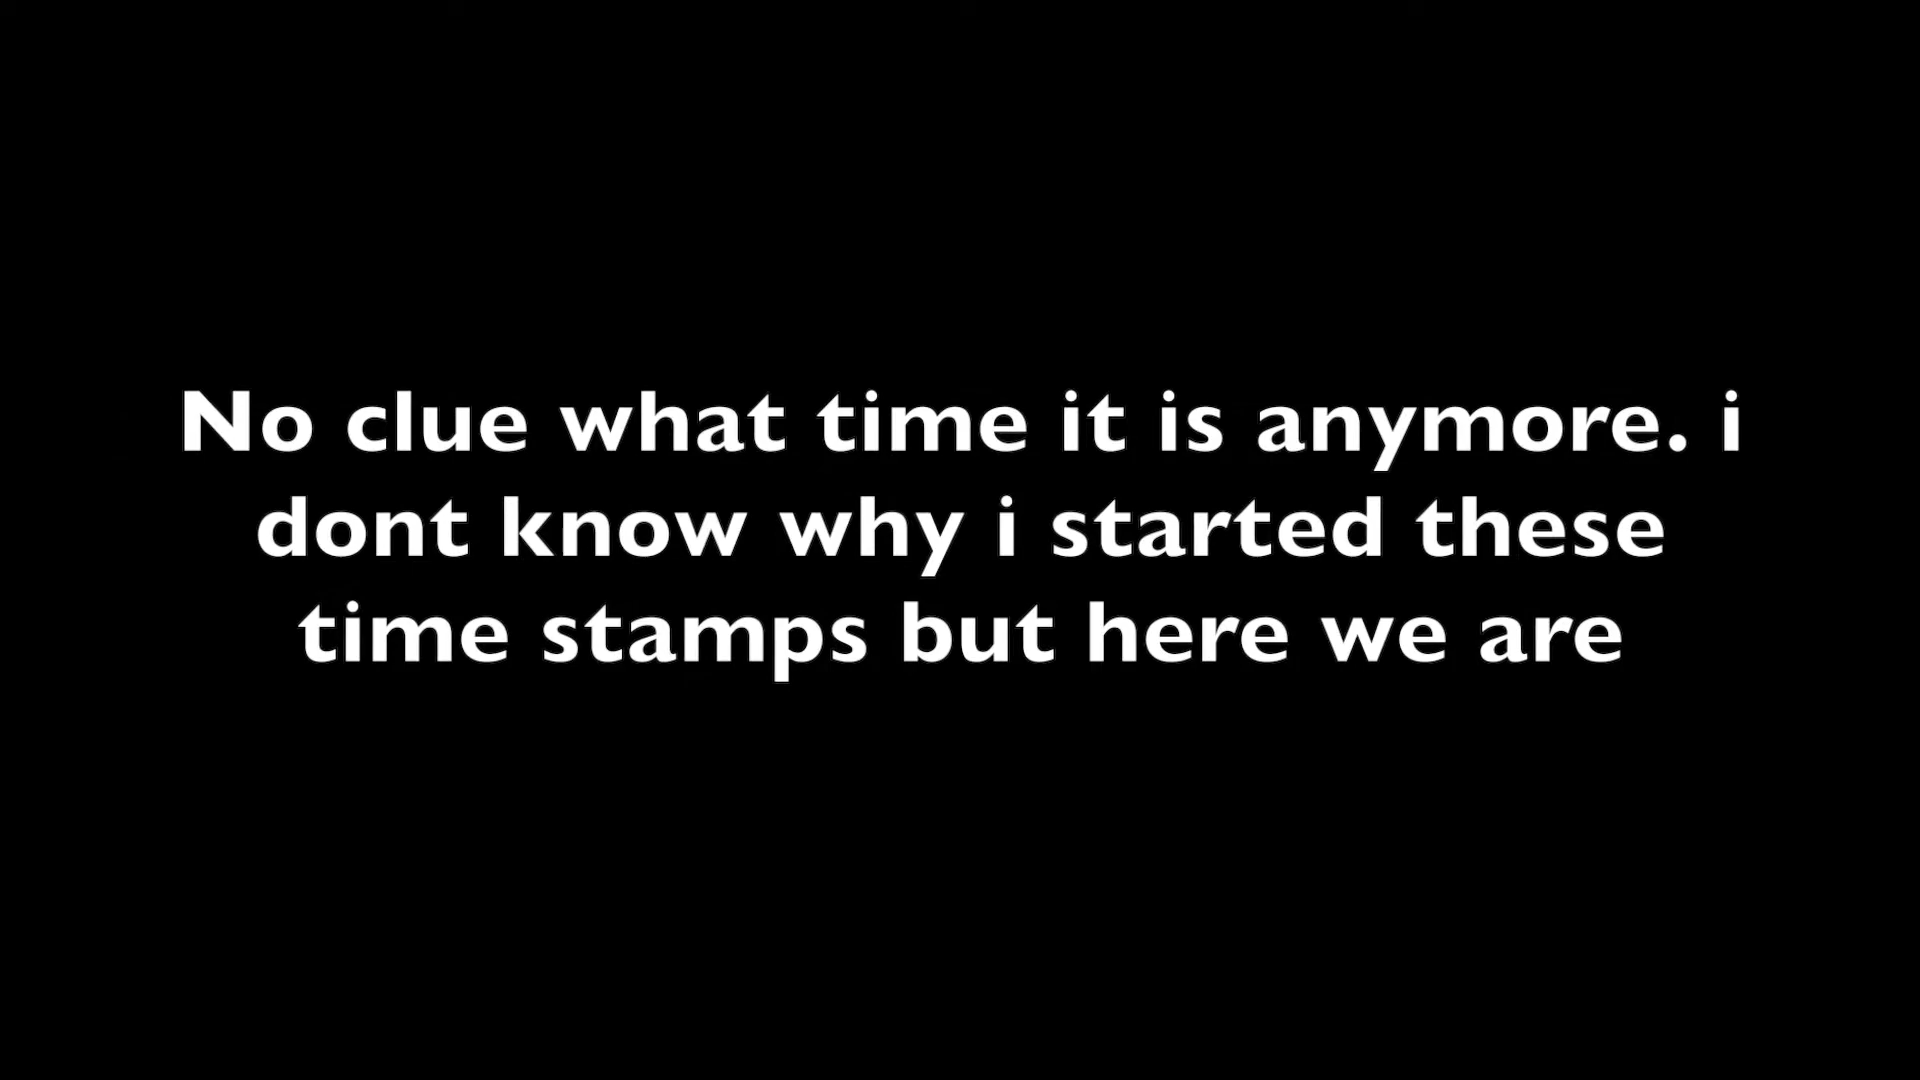 No clue what time it is anymore. i
dont know why i started these
time stamps but here we are